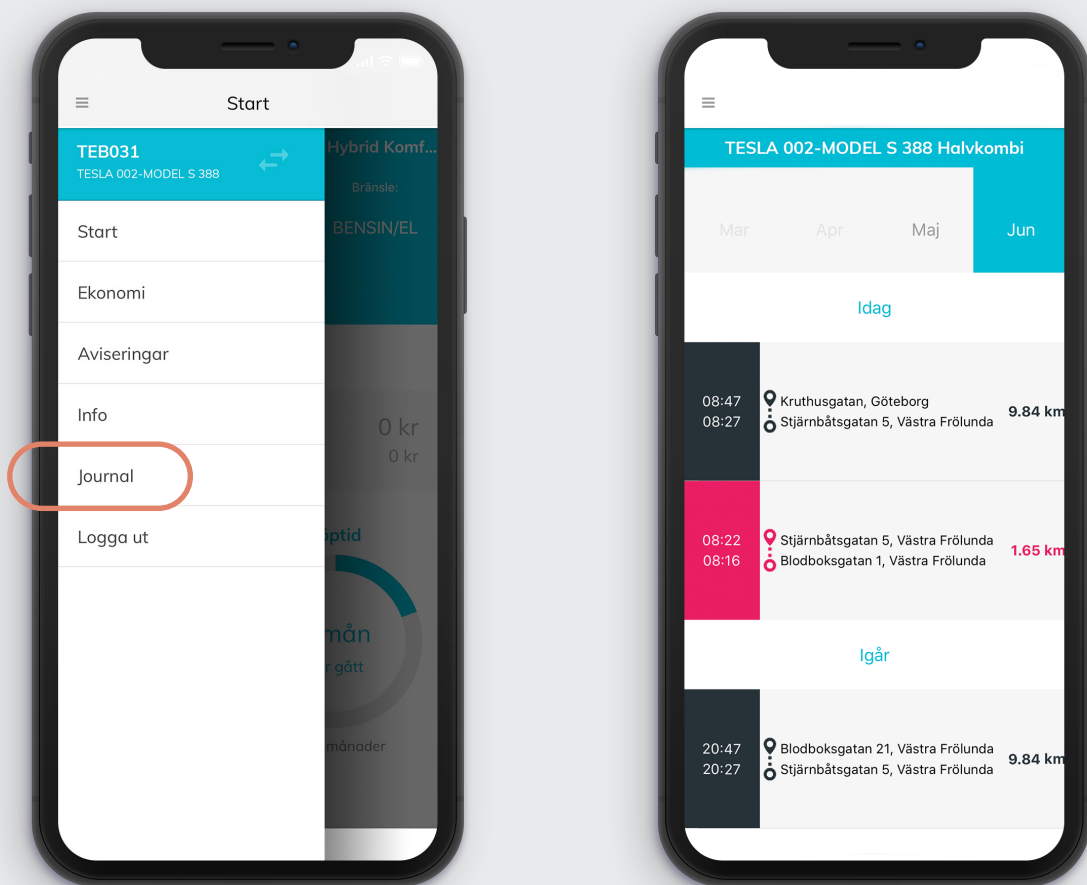 Start
TEB031
TESLA 002-MODEL S 388
Start
Ekonomi
Aviseringar
Info
Journal
Logga ut
Hybrid Komf...
Bränsle:
BENSIN/EL
0 kr
0 kr
ptid
mån
r gått
månader
TESLA 002-MODEL S 388 Halvkombi
Mar Apr Maj Jun
Idag
08:47 Kruthusgatan, Göteborg
08:27 Stjärnbåtsgatan 5, Västra Frölunda
9.84 km
08:22 Stjärnbåtsgatan 5, Västra Frölunda
08:16 Blodboksgatan 1, Västra Frölunda
1.65 km
Igår
20:47 Blodboksgatan 21, Västra Frölunda
20:27 Stjärnbåtsgatan 5, Västra Frölunda
9.84 km